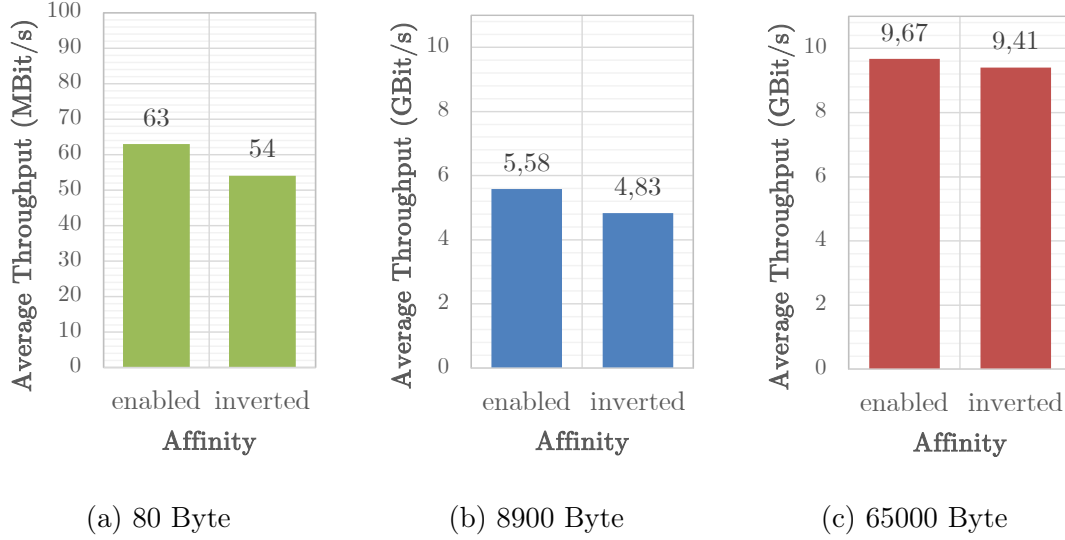 Average Throughput (MBit/s)
100
90
80
70
60
50
40
30
20
10
0
63
54
enabled inverted
Affinity
(a) 80 Byte
Average Throughput (GBit/s)
10
8
6
4
2
0
5,58
4,83
enabled inverted
Affinity
(b) 8900 Byte
Average Throughput (GBit/s)
10
8
6
4
2
0
9,67
9,41
enabled inverted
Affinity
(c) 65000 Byte